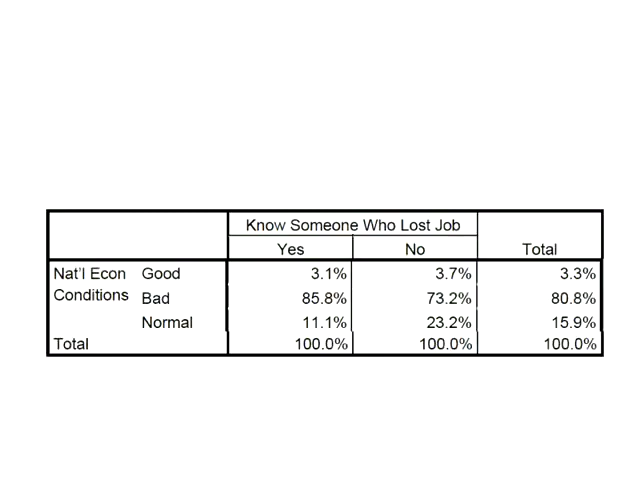 Know Someone Who Lost Job
Yes No Total
Nat'l Econ Good 3.1% 3.7% 3.3%
Conditions Bad 85.8% 73.2% 80.8%
Normal 11.1% 23.2% 15.9%
Total 100.0% 100.0% 100.0%